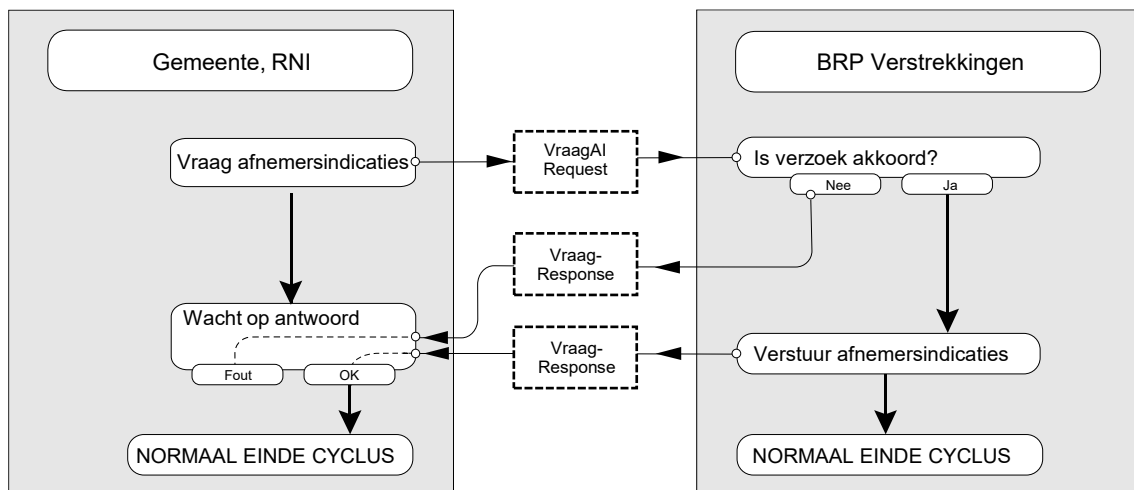 Gemeente, RNI
BRP Verstrekkingen
Vraag afnemersindicaties
VraagAI
Request
Is verzoek akkoord?
Nee
Ja
Vraag-
Response
Wacht op antwoord
Fout
OK
Vraag-
Response
Verstuur afnemersindicaties
NORMAAL EINDE CYCLUS
NORMAAL EINDE CYCLUS